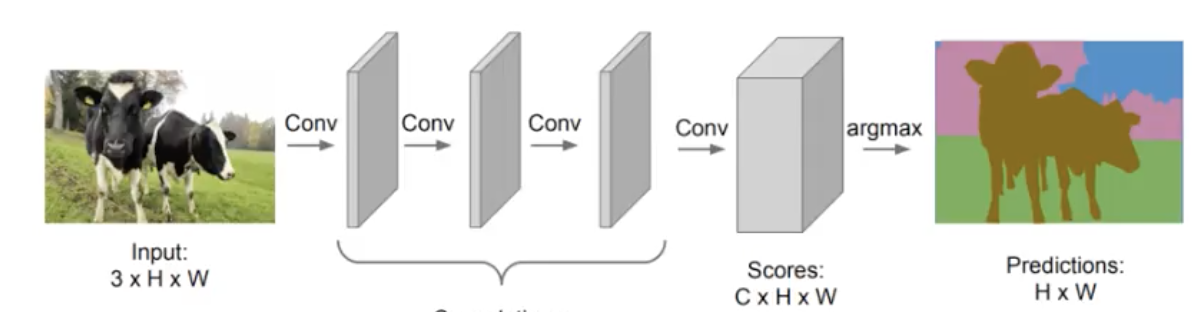 Conv
Conv
Conv
Conv
argmax
Input:
3 x H x W
Scores:
C x H x W
Predictions:
H x W